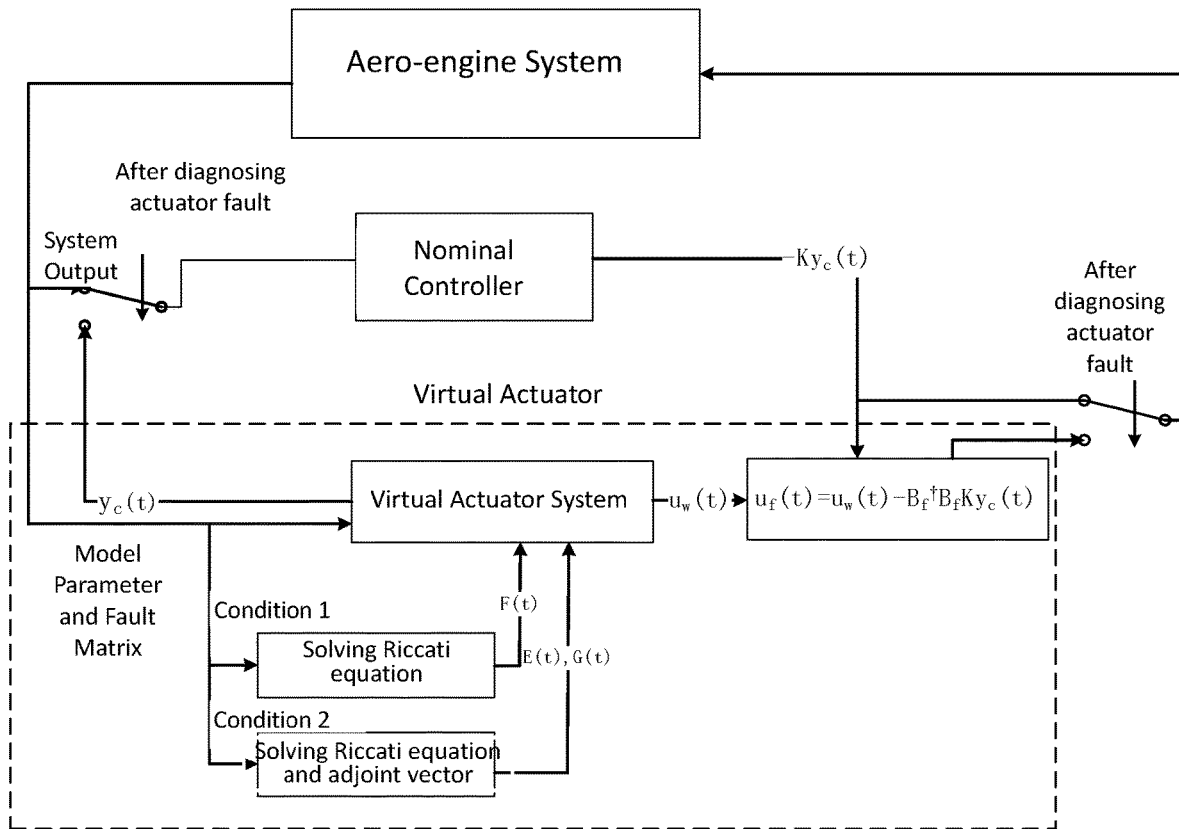 Aero-engine System
After diagnosing
actuator fault
System
Output
Nominal
Controller
-Ky_c(t)
After
diagnosing
actuator
fault
Virtual Actuator
y_c(t)
Virtual Actuator System
u_w(t)
u_f(t)=u_w(t)-B_f^†B_fKy_c(t)
Model
Parameter
and Fault
Matrix
Condition 1
F(t)
Solving Riccati
equation
E(t),G(t)
Condition 2
Solving Riccati equation
and adjoint vector